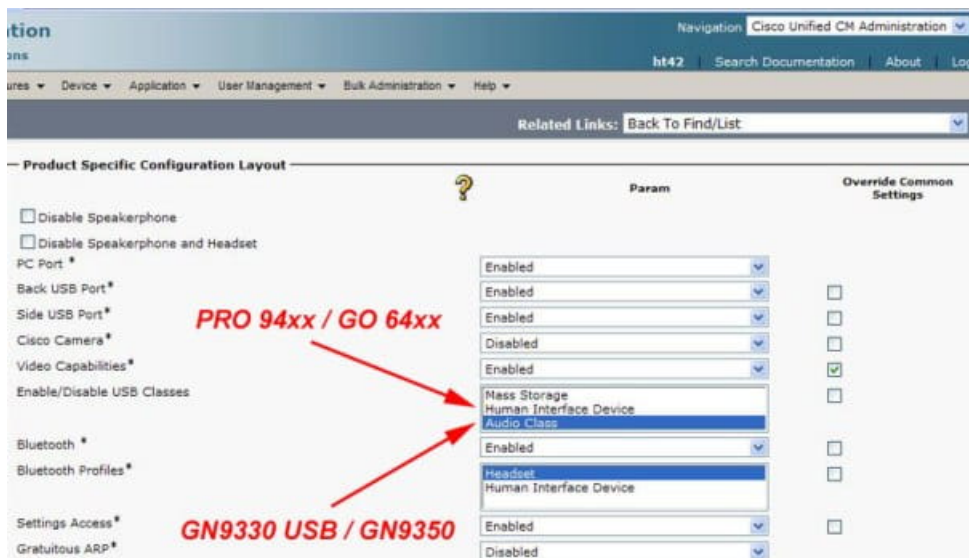 tion
ons
Navigation Cisco Unified CM Administration
ht42 Search Documentation About Log
ures Device Application User Management Bulk Administration Help
Related Links: Back To Find/List
Product Specific Configuration Layout
? Param Override Common Settings
Disable Speakerphone
Disable Speakerphone and Headset
PC Port * Enabled
Back USB Port* Enabled
Side USB Port* Enabled
PRO 94xx / GO 64xx
Cisco Camera* Disabled
Video Capabilities* Enabled
Enable/Disable USB Classes Mass Storage
Human Interface Device
Audio Class
Bluetooth * Enabled
Bluetooth Profiles* Headset
Human Interface Device
GN9330 USB / GN9350
Settings Access* Enabled
Gratuitous ARP* Disabled